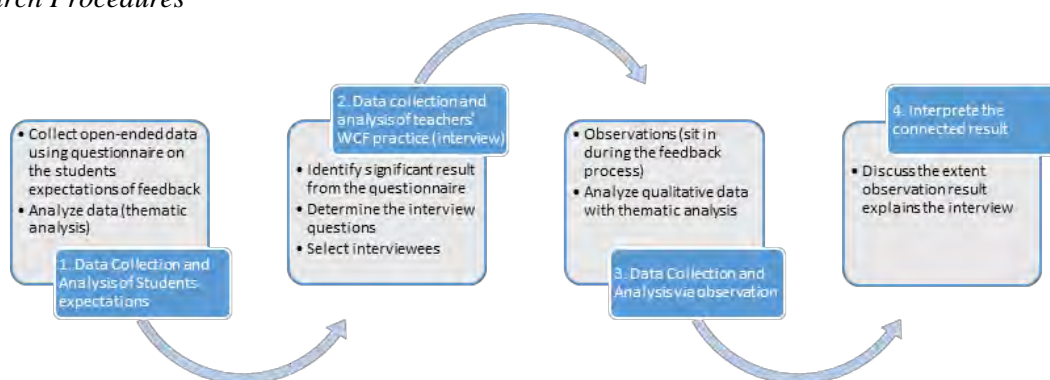 rch Procedures
• Collect open-ended data
using questionnaire on
the students
expectations of feedback
• Analyze data (thematic
analysis)
1. Data Collection and
Analysis of Students
expectations
2. Data collection and
analysis of teachers'
WCF practice (interview)
• Identify significant result
from the questionnaire
• Determine the interview
questions
• Select interviewees
• Observations (sit in
during the feedback
process)
• Analyze qualitative data
with thematic analysis
3. Data Collection and
Analysis via observation
4. Interprete the
connected result
• Discuss the extent
observation result
explains the interview